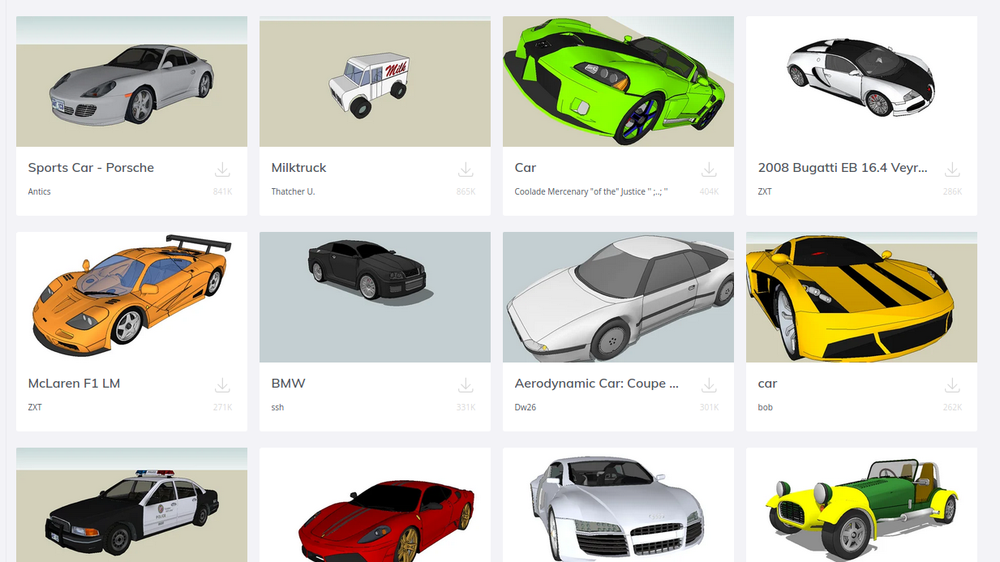 Milk
Sports Car - Porsche
Antics
841K
Milktruck
Thatcher U.
865K
Car
Coolade Mercenary "of the" Justice " ;..; "
404K
2008 Bugatti EB 16.4 Veyr...
ZXT
286K
McLaren F1 LM
ZXT
271K
BMW
ssh
331K
Aerodynamic Car: Coupe ...
Dw26
301K
car
bob
262K
POLICE